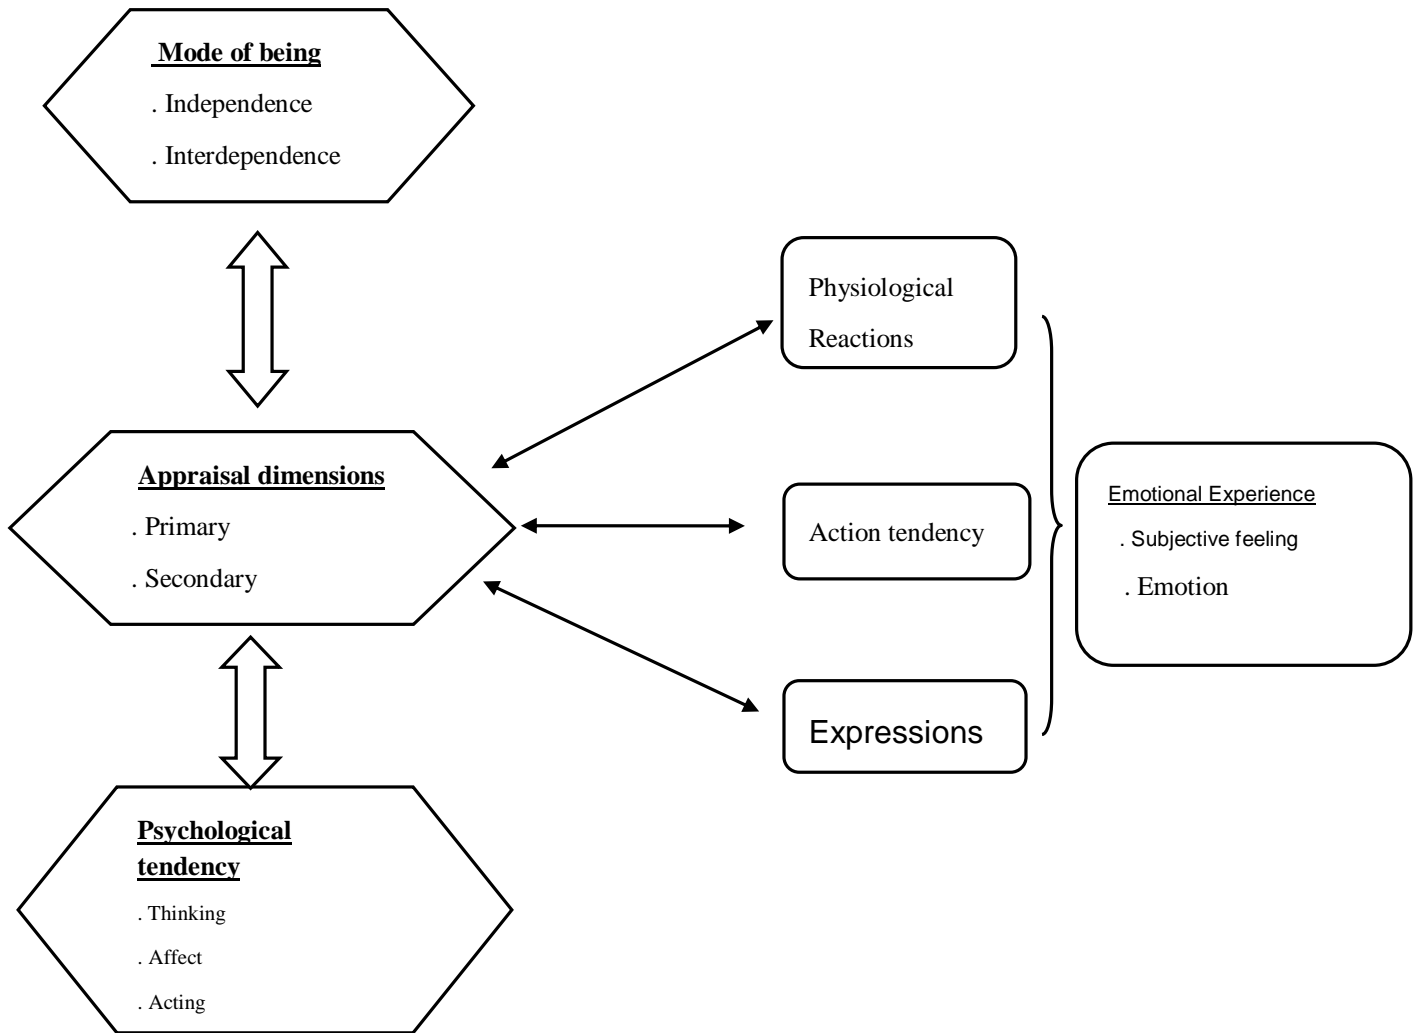 Mode of being
. Independence
. Interdependence
Physiological
Reactions
Appraisal dimensions
. Primary
. Secondary
Action tendency
Emotional Experience
. Subjective feeling
. Emotion
Expressions
Psychological
tendency
. Thinking
. Affect
. Acting